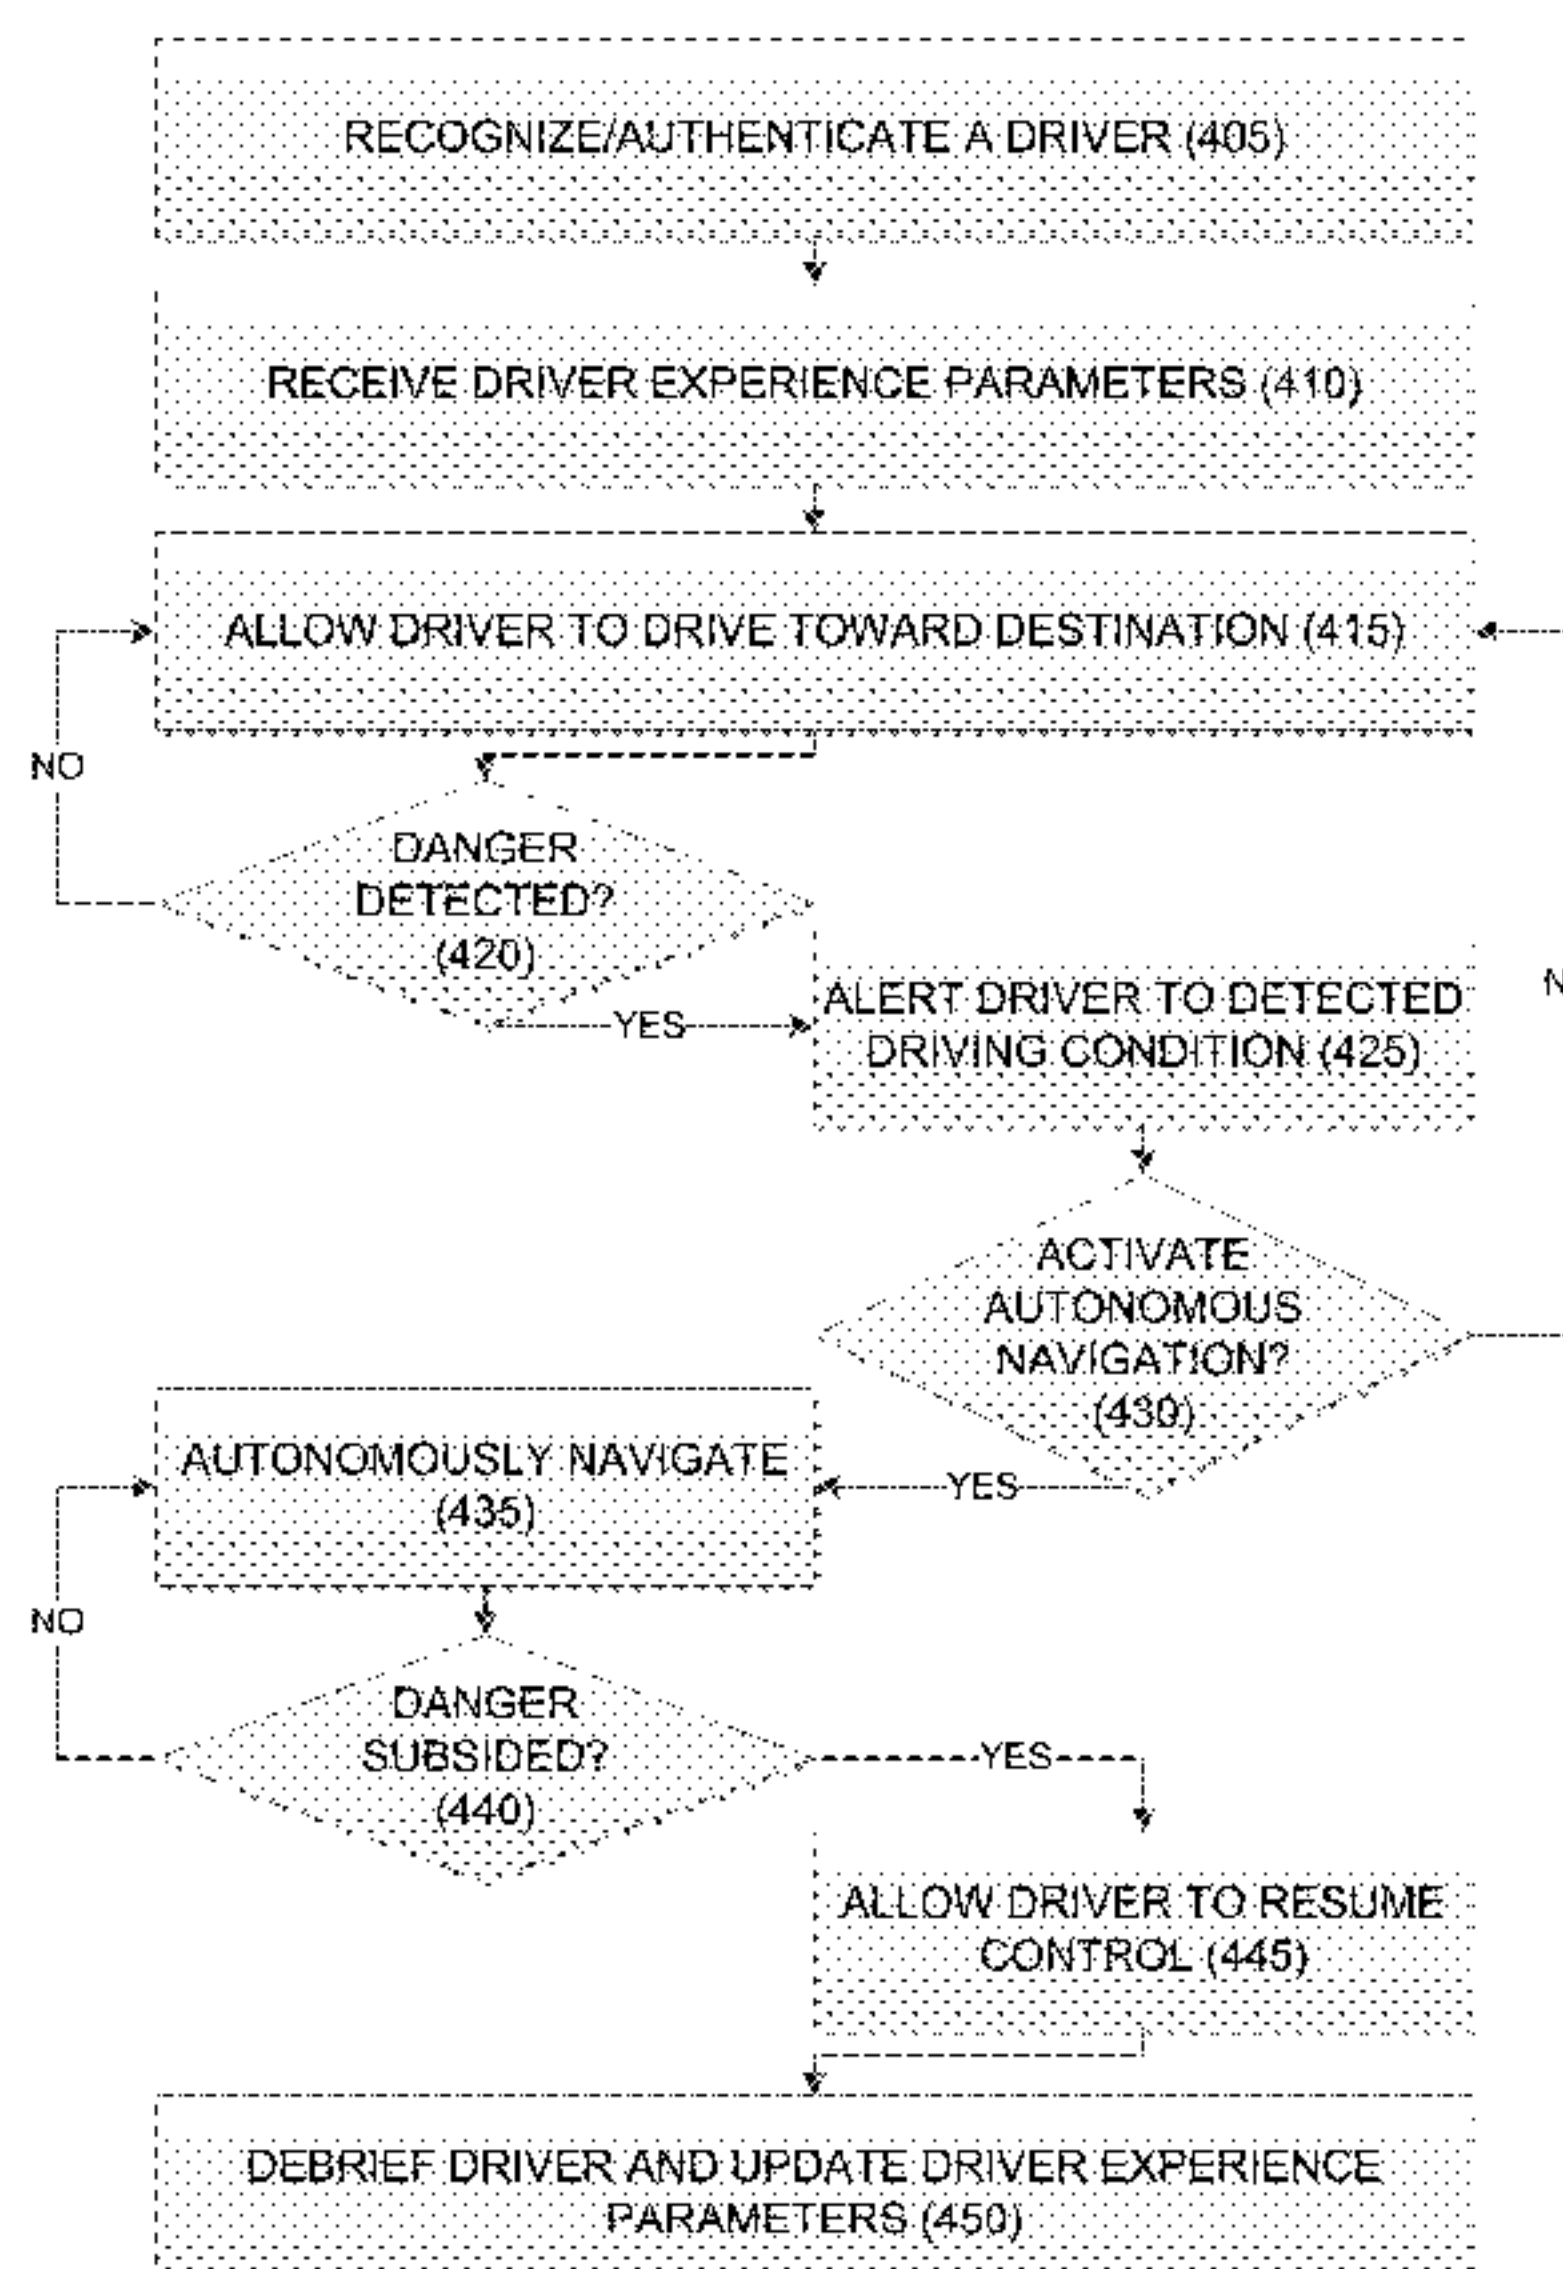 RECOGNIZE/AUTHENTICATE A DRIVER (405)
RECEIVE DRIVER EXPERIENCE PARAMETERS (410)
ALLOW DRIVER TO DRIVE TOWARD DESTINATION (415)
NO
DANGER
DETECTED?
(420)
YES
ALERT DRIVER TO DETECTED
DRIVING CONDITION (425)
ACTIVATE
AUTONOMOUS
NAVIGATION?
(430)
YES
AUTONOMOUSLY NAVIGATE
(435)
NO
DANGER
SUBSIDED?
(440)
YES
ALLOW DRIVER TO RESUME
CONTROL (445)
DEBRIEF DRIVER AND UPDATE DRIVER EXPERIENCE
PARAMETERS (450)